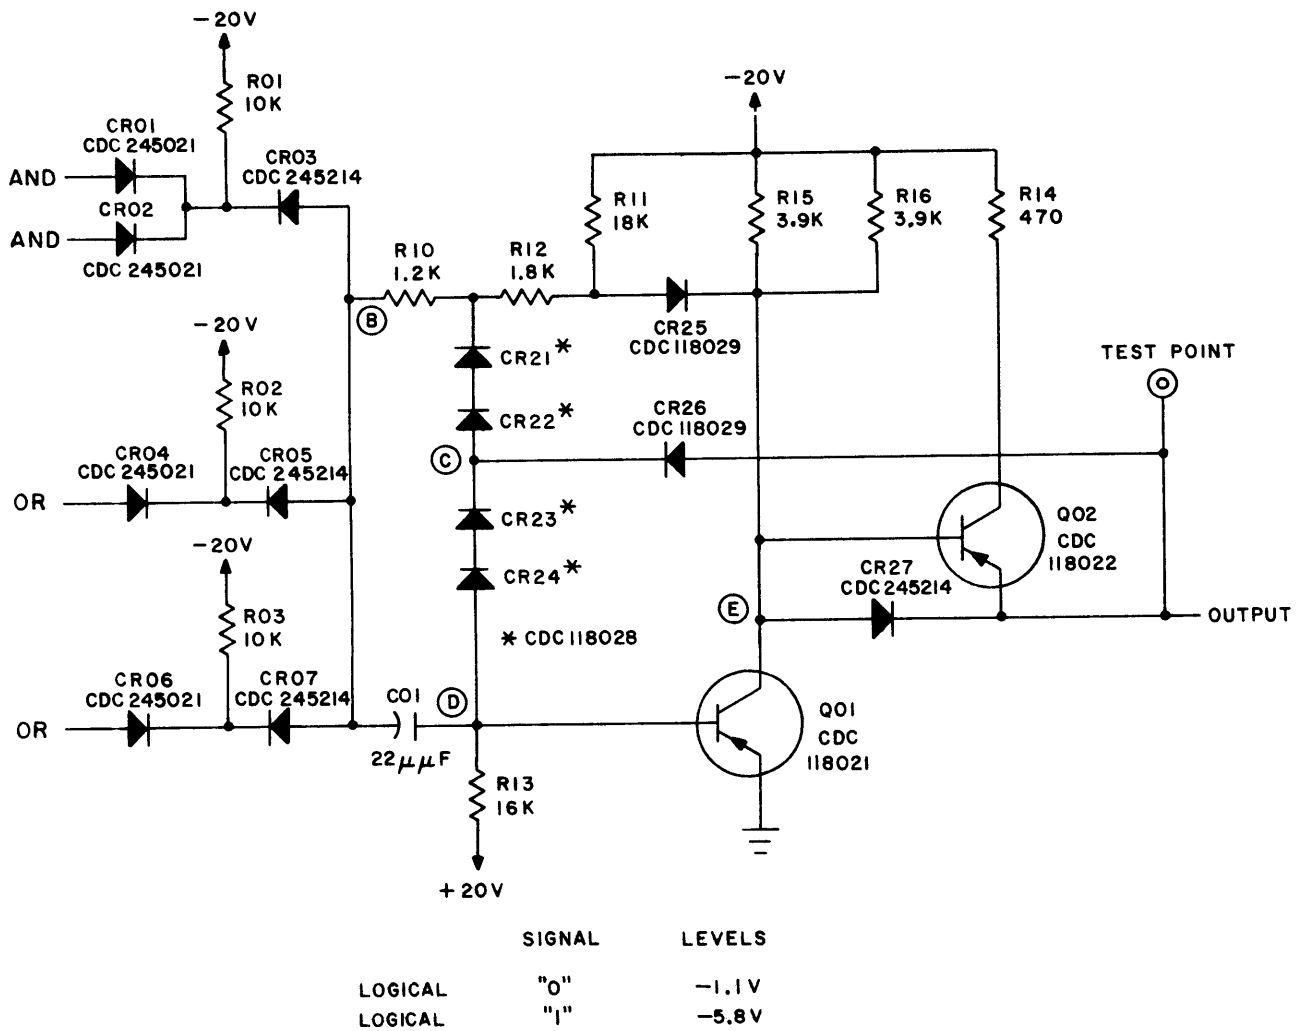 -20V
R01
10K
CR01
CDC 245021
AND
CR03
CDC 245214
CR02
AND
CDC 245021
-20V
R11
18K
R15
3.9K
R16
3.9K
R14
470
R10
1.2K
R12
1.8K
B
CR25
CDC 118029
-20V
R02
10K
CR21*
CR22*
CR26
CDC 118029
TEST POINT
C
CR04
CDC 245021
CR05
CDC 245214
OR
CR23*
Q02
CDC
118022
-20V
CR24*
CR27
CDC 245214
R03
10K
E
OUTPUT
* CDC 118028
CR06
CDC 245021
CR07
CDC 245214
C01
D
OR
22μμF
Q01
CDC
118021
R13
16K
+20V
SIGNAL LEVELS
LOGICAL "0" -1.1V
LOGICAL "1" -5.8V